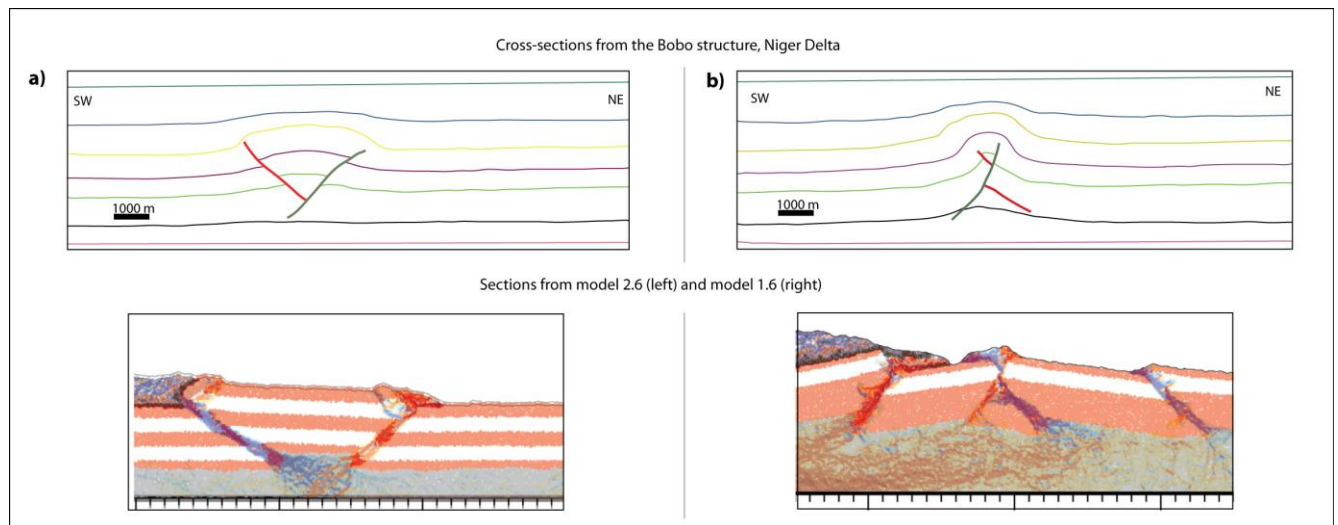 Cross-sections from the Bobo structure, Niger Delta
a)
SW
NE
1000 m
b)
SW
NE
1000 m
Sections from model 2.6 (left) and model 1.6 (right)